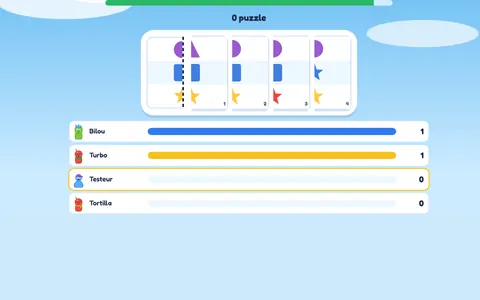 0 puzzle
1
2
3
4
Bilou 1
Turbo 1
Testeur 0
Tortilla 0